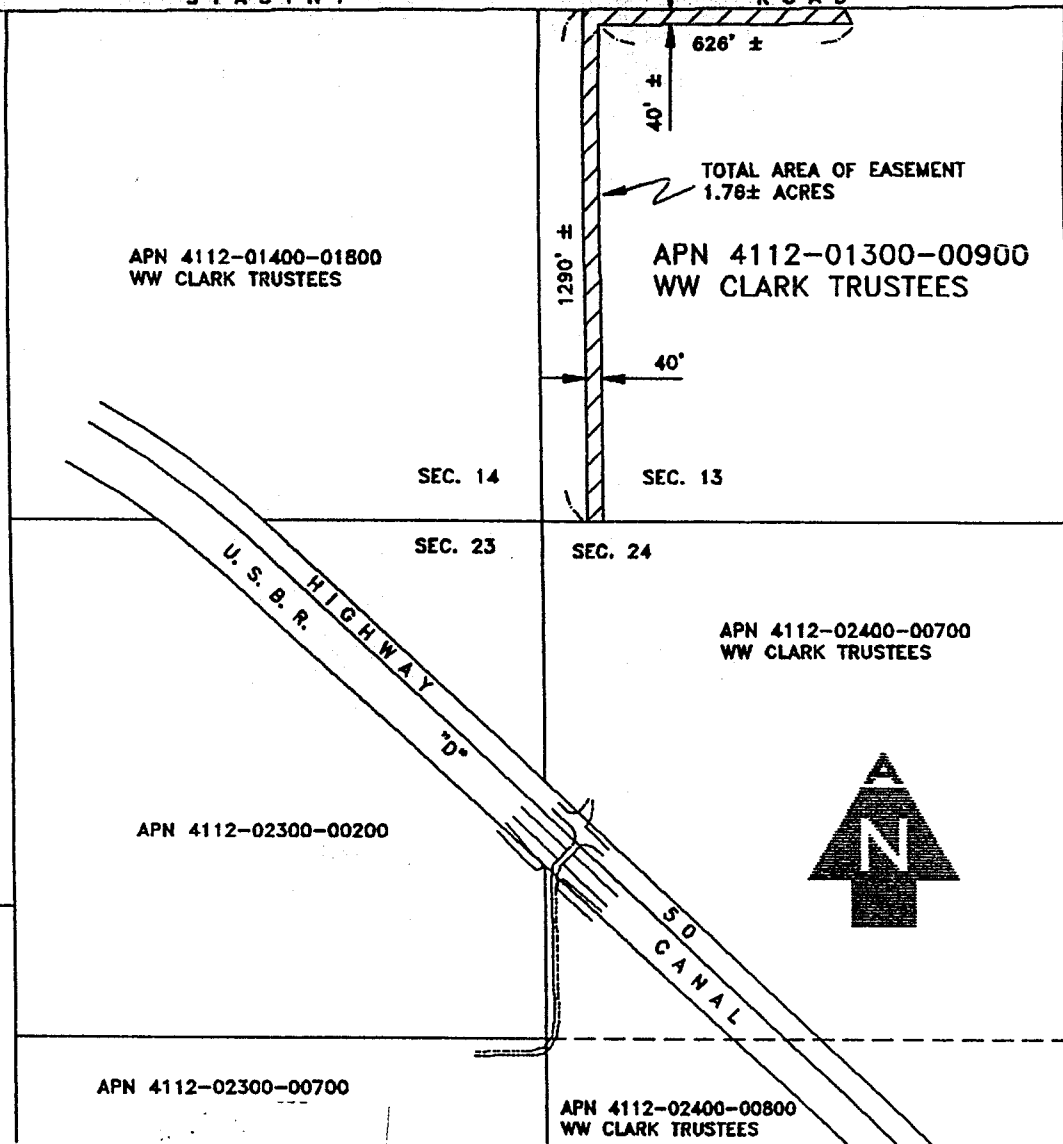 ROAD
626' ±
40' ±
TOTAL AREA OF EASEMENT
1.78± ACRES
APN 4112-01400-01800
WW CLARK TRUSTEES
1290' ±
APN 4112-01300-00900
WW CLARK TRUSTEES
40'
SEC. 14
SEC. 13
SEC. 23
SEC. 24
U.S.B.R.
HIGHWAY
"D"
APN 4112-02400-00700
WW CLARK TRUSTEES
APN 4112-02300-00200
A
N
50
CANAL
APN 4112-02300-00700
APN 4112-02400-00800
WW CLARK TRUSTEES